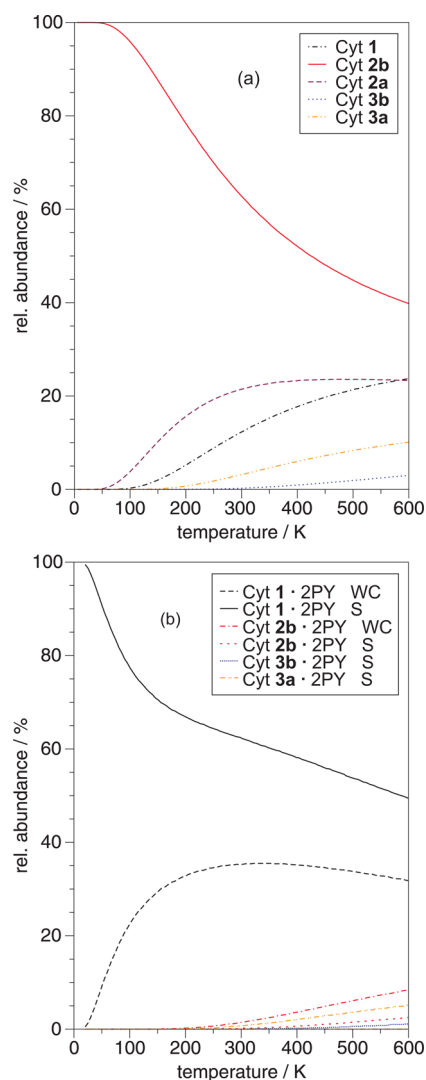 100
80
60
40
20
0
rel. abundance / %
(a)
Cyt 1
Cyt 2b
Cyt 2a
Cyt 3b
Cyt 3a
0 100 200 300 400 500 600
temperature / K
100
80
60
40
20
0
rel. abundance / %
(b)
Cyt 1 · 2PY WC
Cyt 1 · 2PY S
Cyt 2b · 2PY WC
Cyt 2b · 2PY S
Cyt 3b · 2PY S
Cyt 3a · 2PY S
0 100 200 300 400 500 600
temperature / K